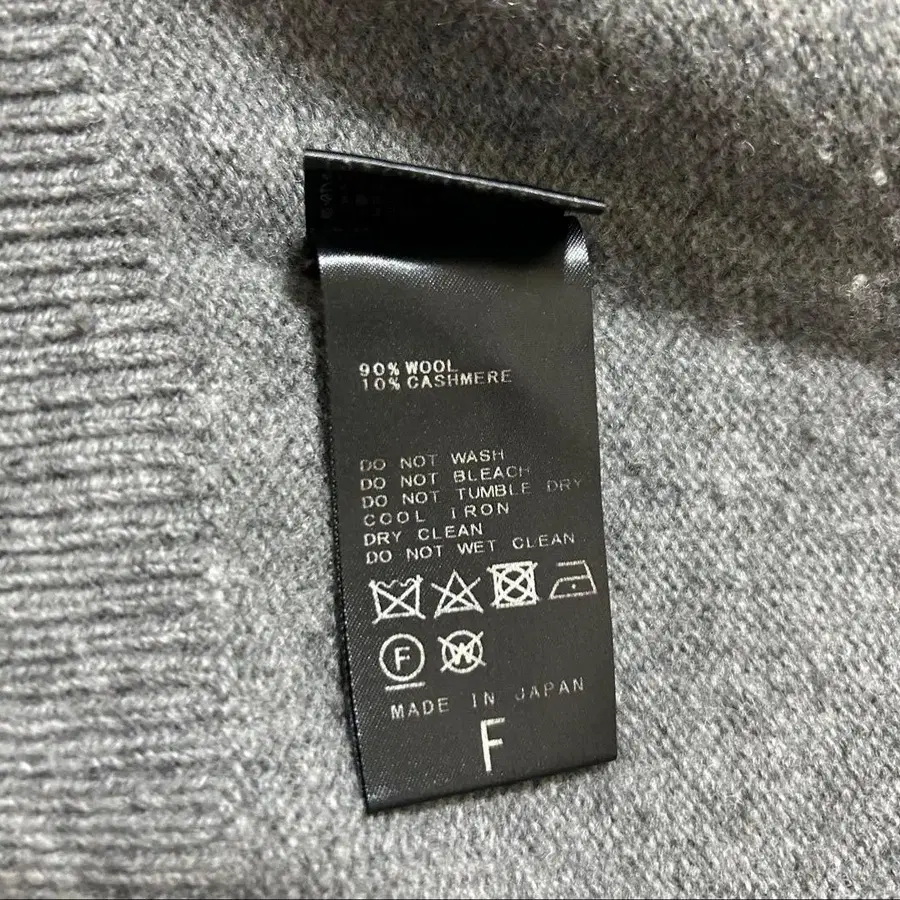 90% WOOL
10% CASHMERE
DO NOT WASH
DO NOT BLEACH
DO NOT TUMBLE DRY
COOL IRON
DRY CLEAN
DO NOT WET CLEAN
F W
MADE IN JAPAN
F